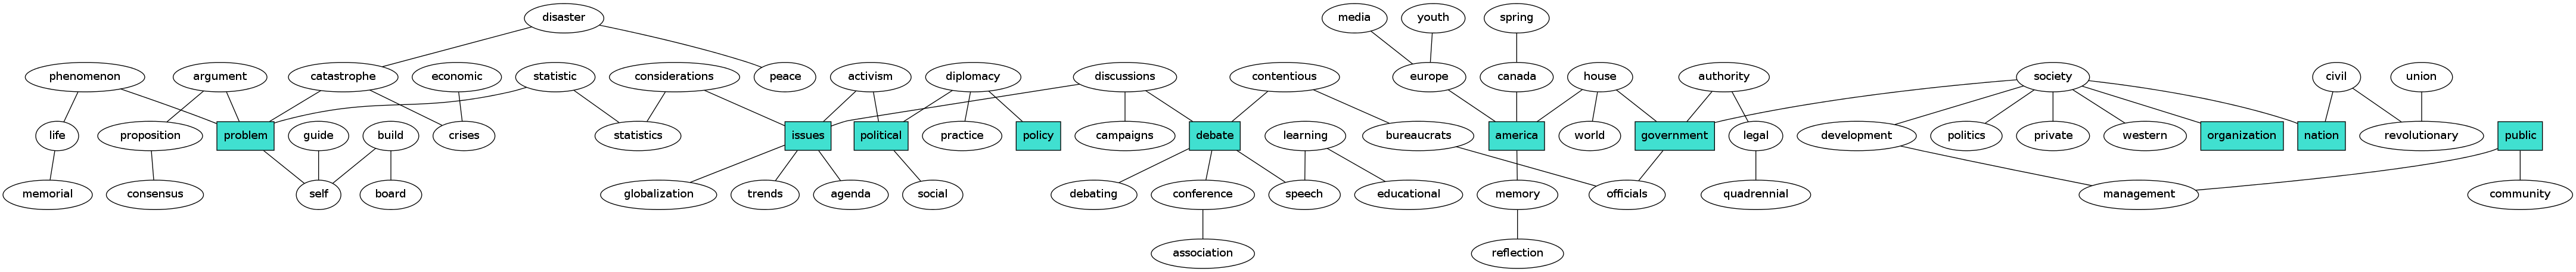 disaster
media
youth
spring
phenomenon
argument
catastrophe
economic
statistic
considerations
peace
activism
diplomacy
discussions
contentious
europe
canada
house
authority
society
civil
union
life
proposition
problem
guide
build
crises
statistics
issues
political
practice
policy
campaigns
debate
learning
bureaucrats
america
world
government
legal
development
politics
private
western
organization
nation
revolutionary
public
memorial
consensus
self
board
globalization
trends
agenda
social
debating
conference
speech
educational
memory
officials
quadrennial
management
community
association
reflection